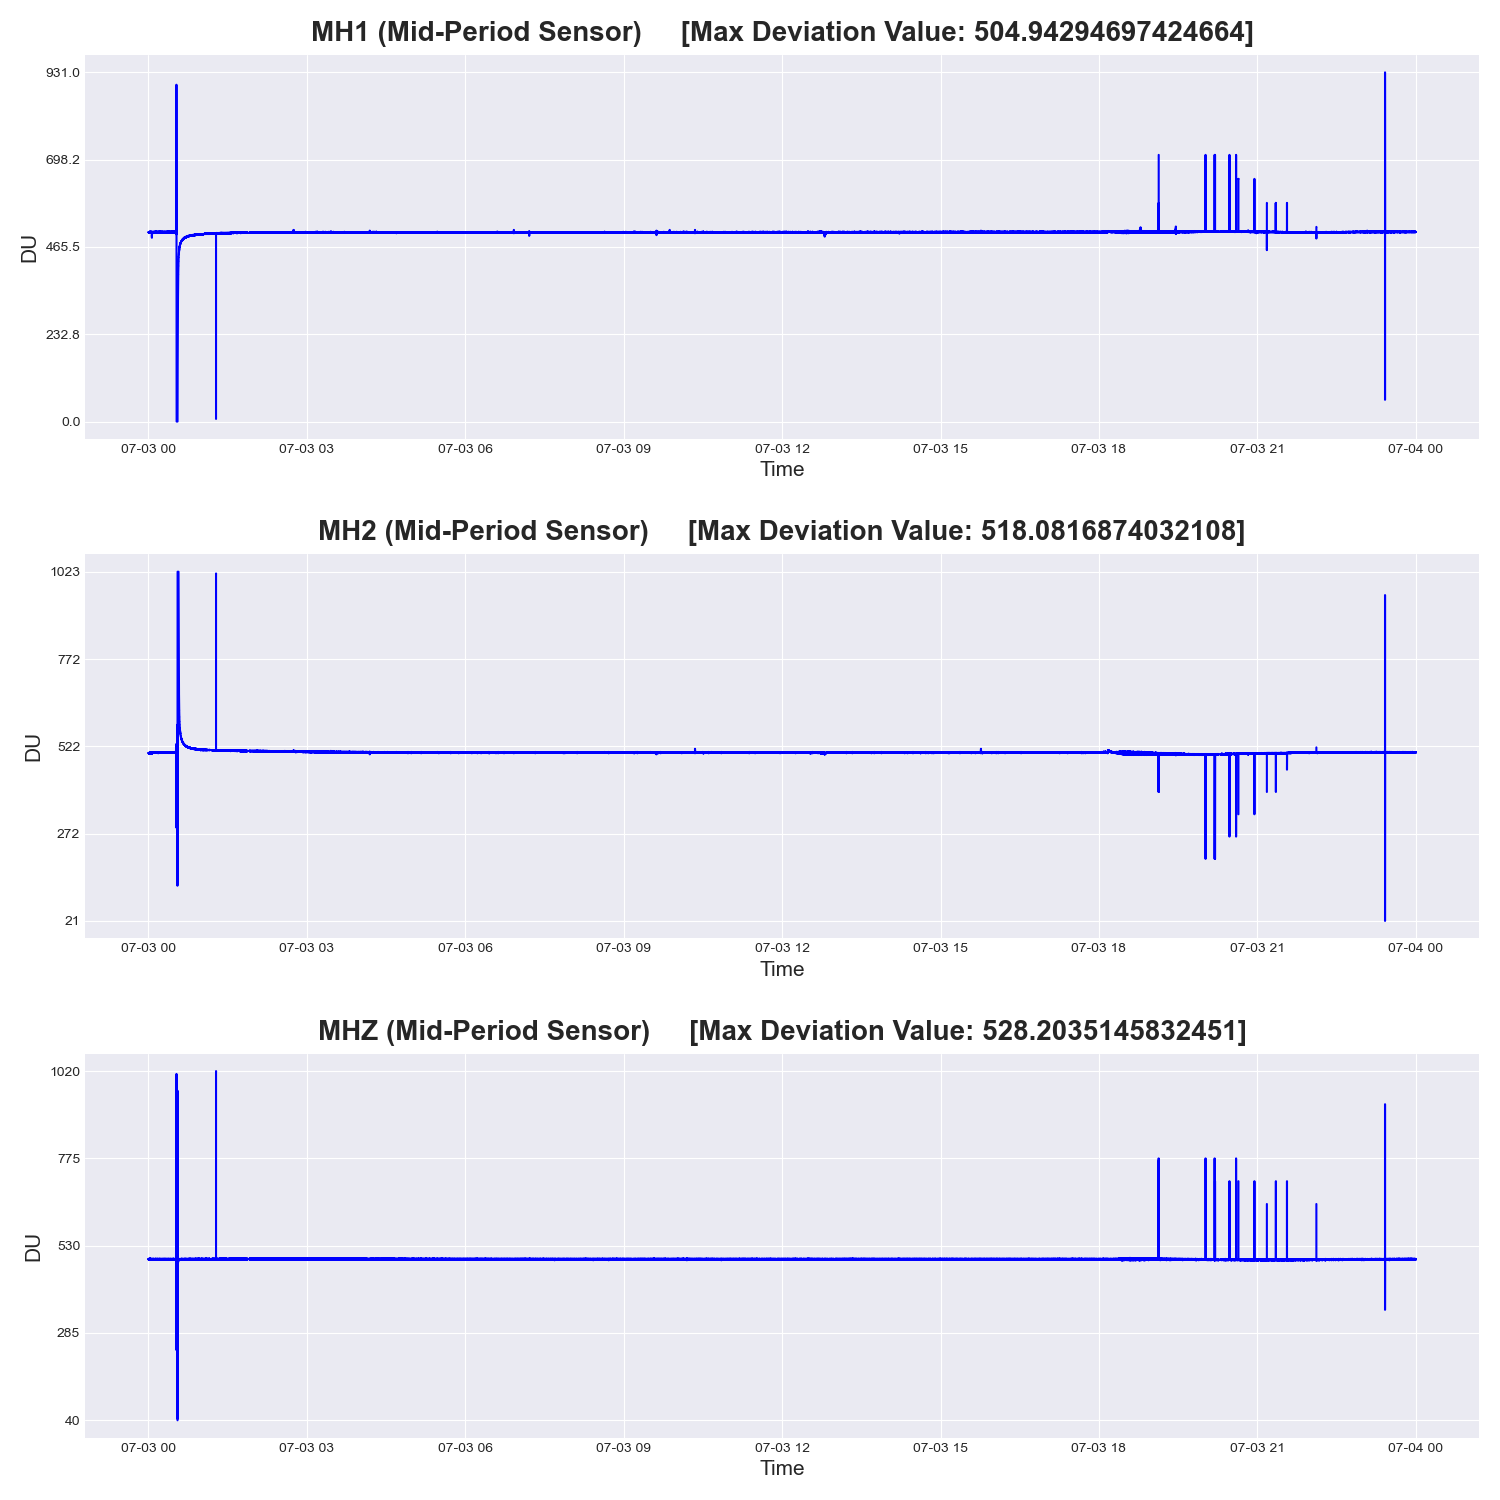 MH1 (Mid-Period Sensor) [Max Deviation Value: 504.94294697424664]
931.0
698.2
465.5
232.8
0.0
DU
07-03 00 07-03 03 07-03 06 07-03 09 07-03 12 07-03 15 07-03 18 07-03 21 07-04 00
Time
MH2 (Mid-Period Sensor) [Max Deviation Value: 518.0816874032108]
1023
772
522
272
21
DU
07-03 00 07-03 03 07-03 06 07-03 09 07-03 12 07-03 15 07-03 18 07-03 21 07-04 00
Time
MHZ (Mid-Period Sensor) [Max Deviation Value: 528.2035145832451]
1020
775
530
285
40
DU
07-03 00 07-03 03 07-03 06 07-03 09 07-03 12 07-03 15 07-03 18 07-03 21 07-04 00
Time